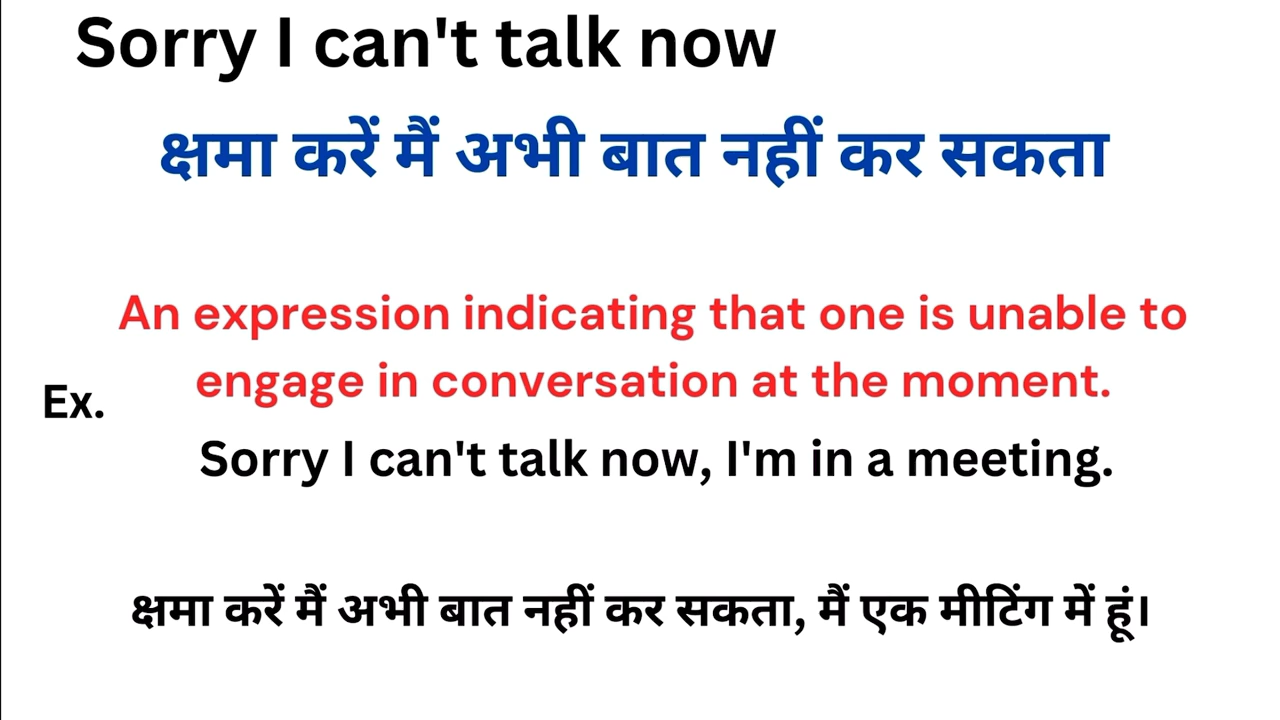 Sorry I can't talk now
क्षमा करें मैं अभी बात नहीं कर सकता
An expression indicating that one is unable to
engage in conversation at the moment.
Ex.
Sorry I can't talk now, I'm in a meeting.
क्षमा करें मैं अभी बात नहीं कर सकता, मैं एक मीटिंग में हूं।